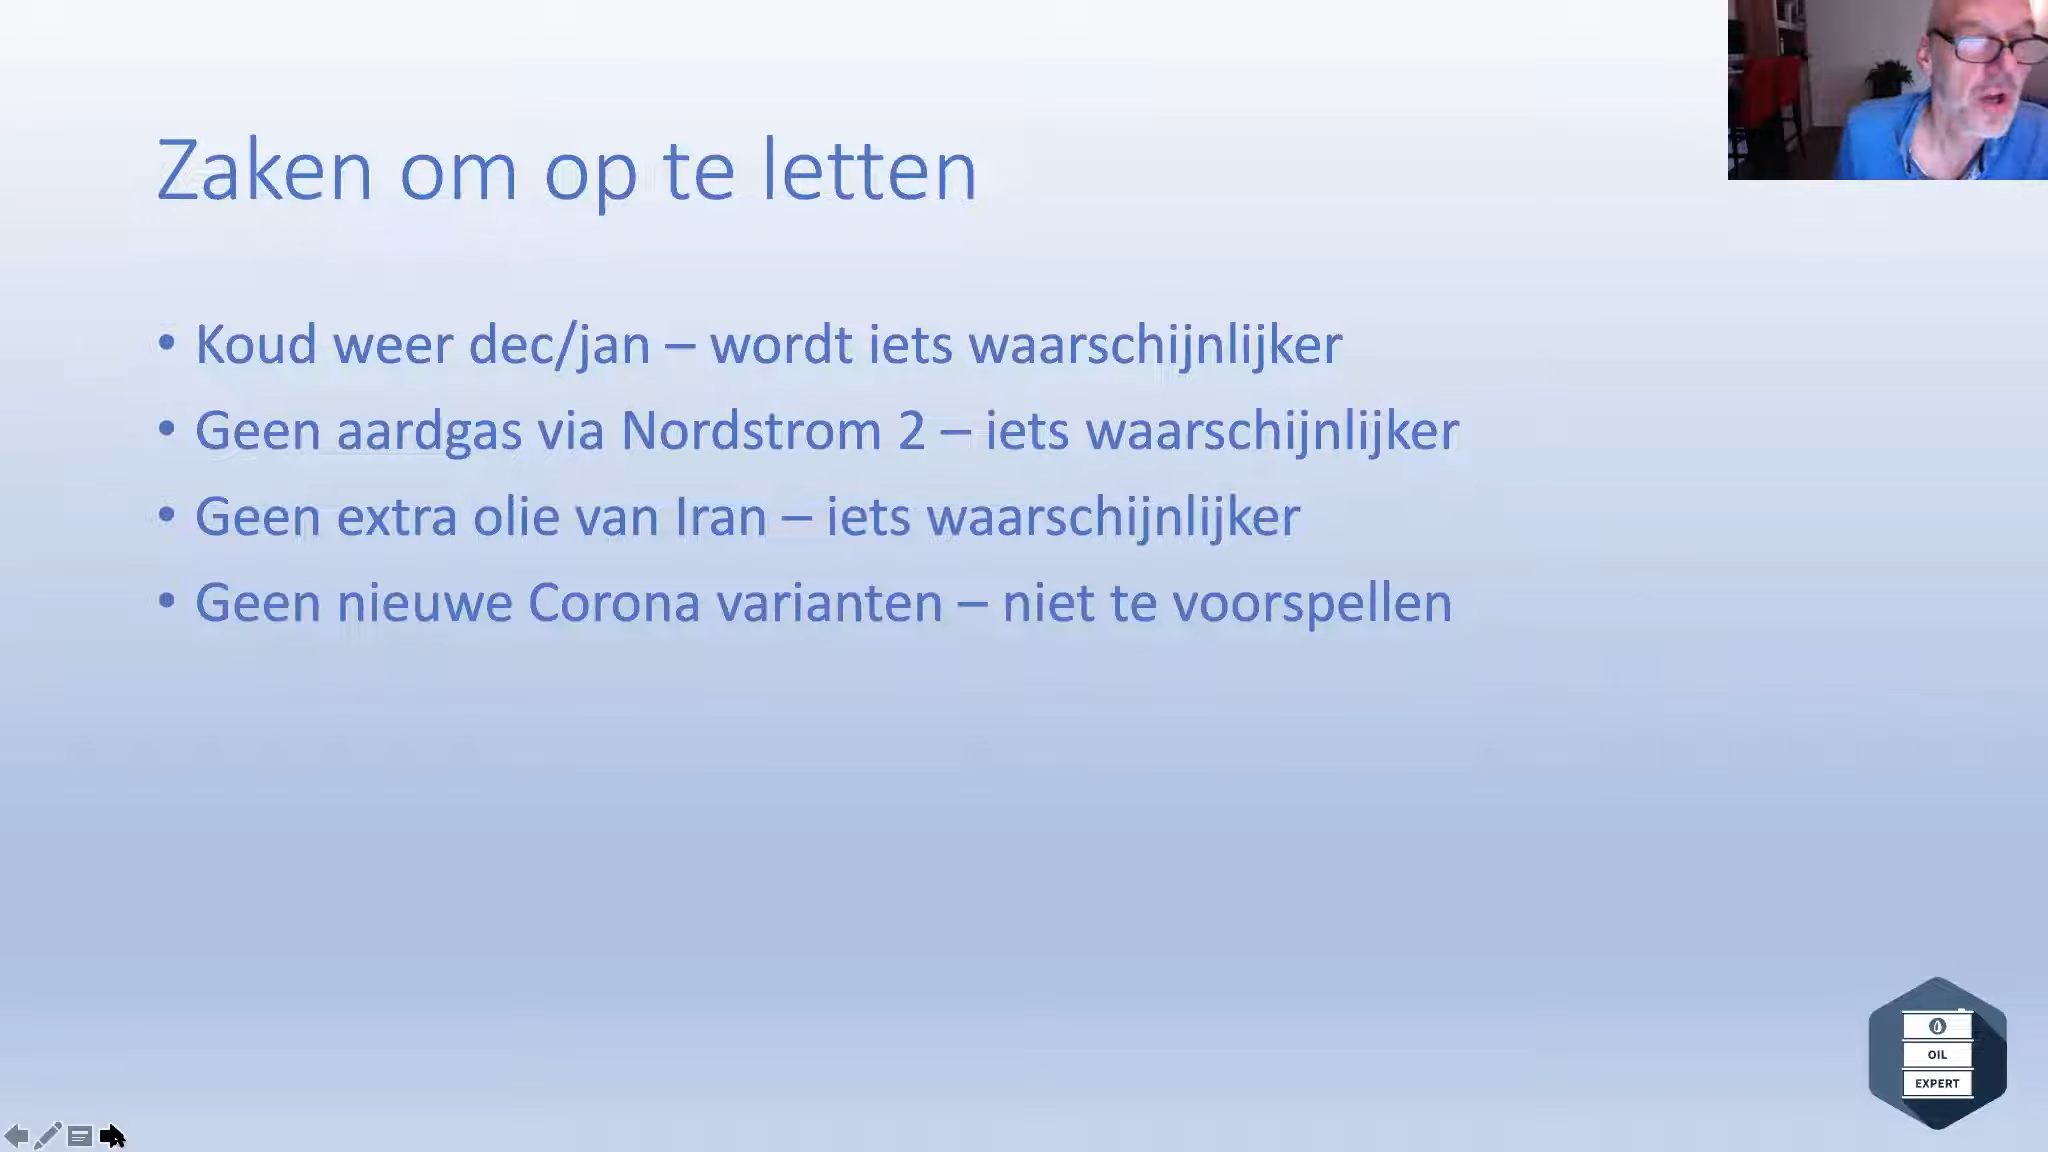 Zaken om op te letten
• Koud weer dec/jan – wordt iets waarschijnlijker
• Geen aardgas via Nordstrom 2 – iets waarschijnlijker
• Geen extra olie van Iran – iets waarschijnlijker
• Geen nieuwe Corona varianten – niet te voorspellen
OIL
EXPERT